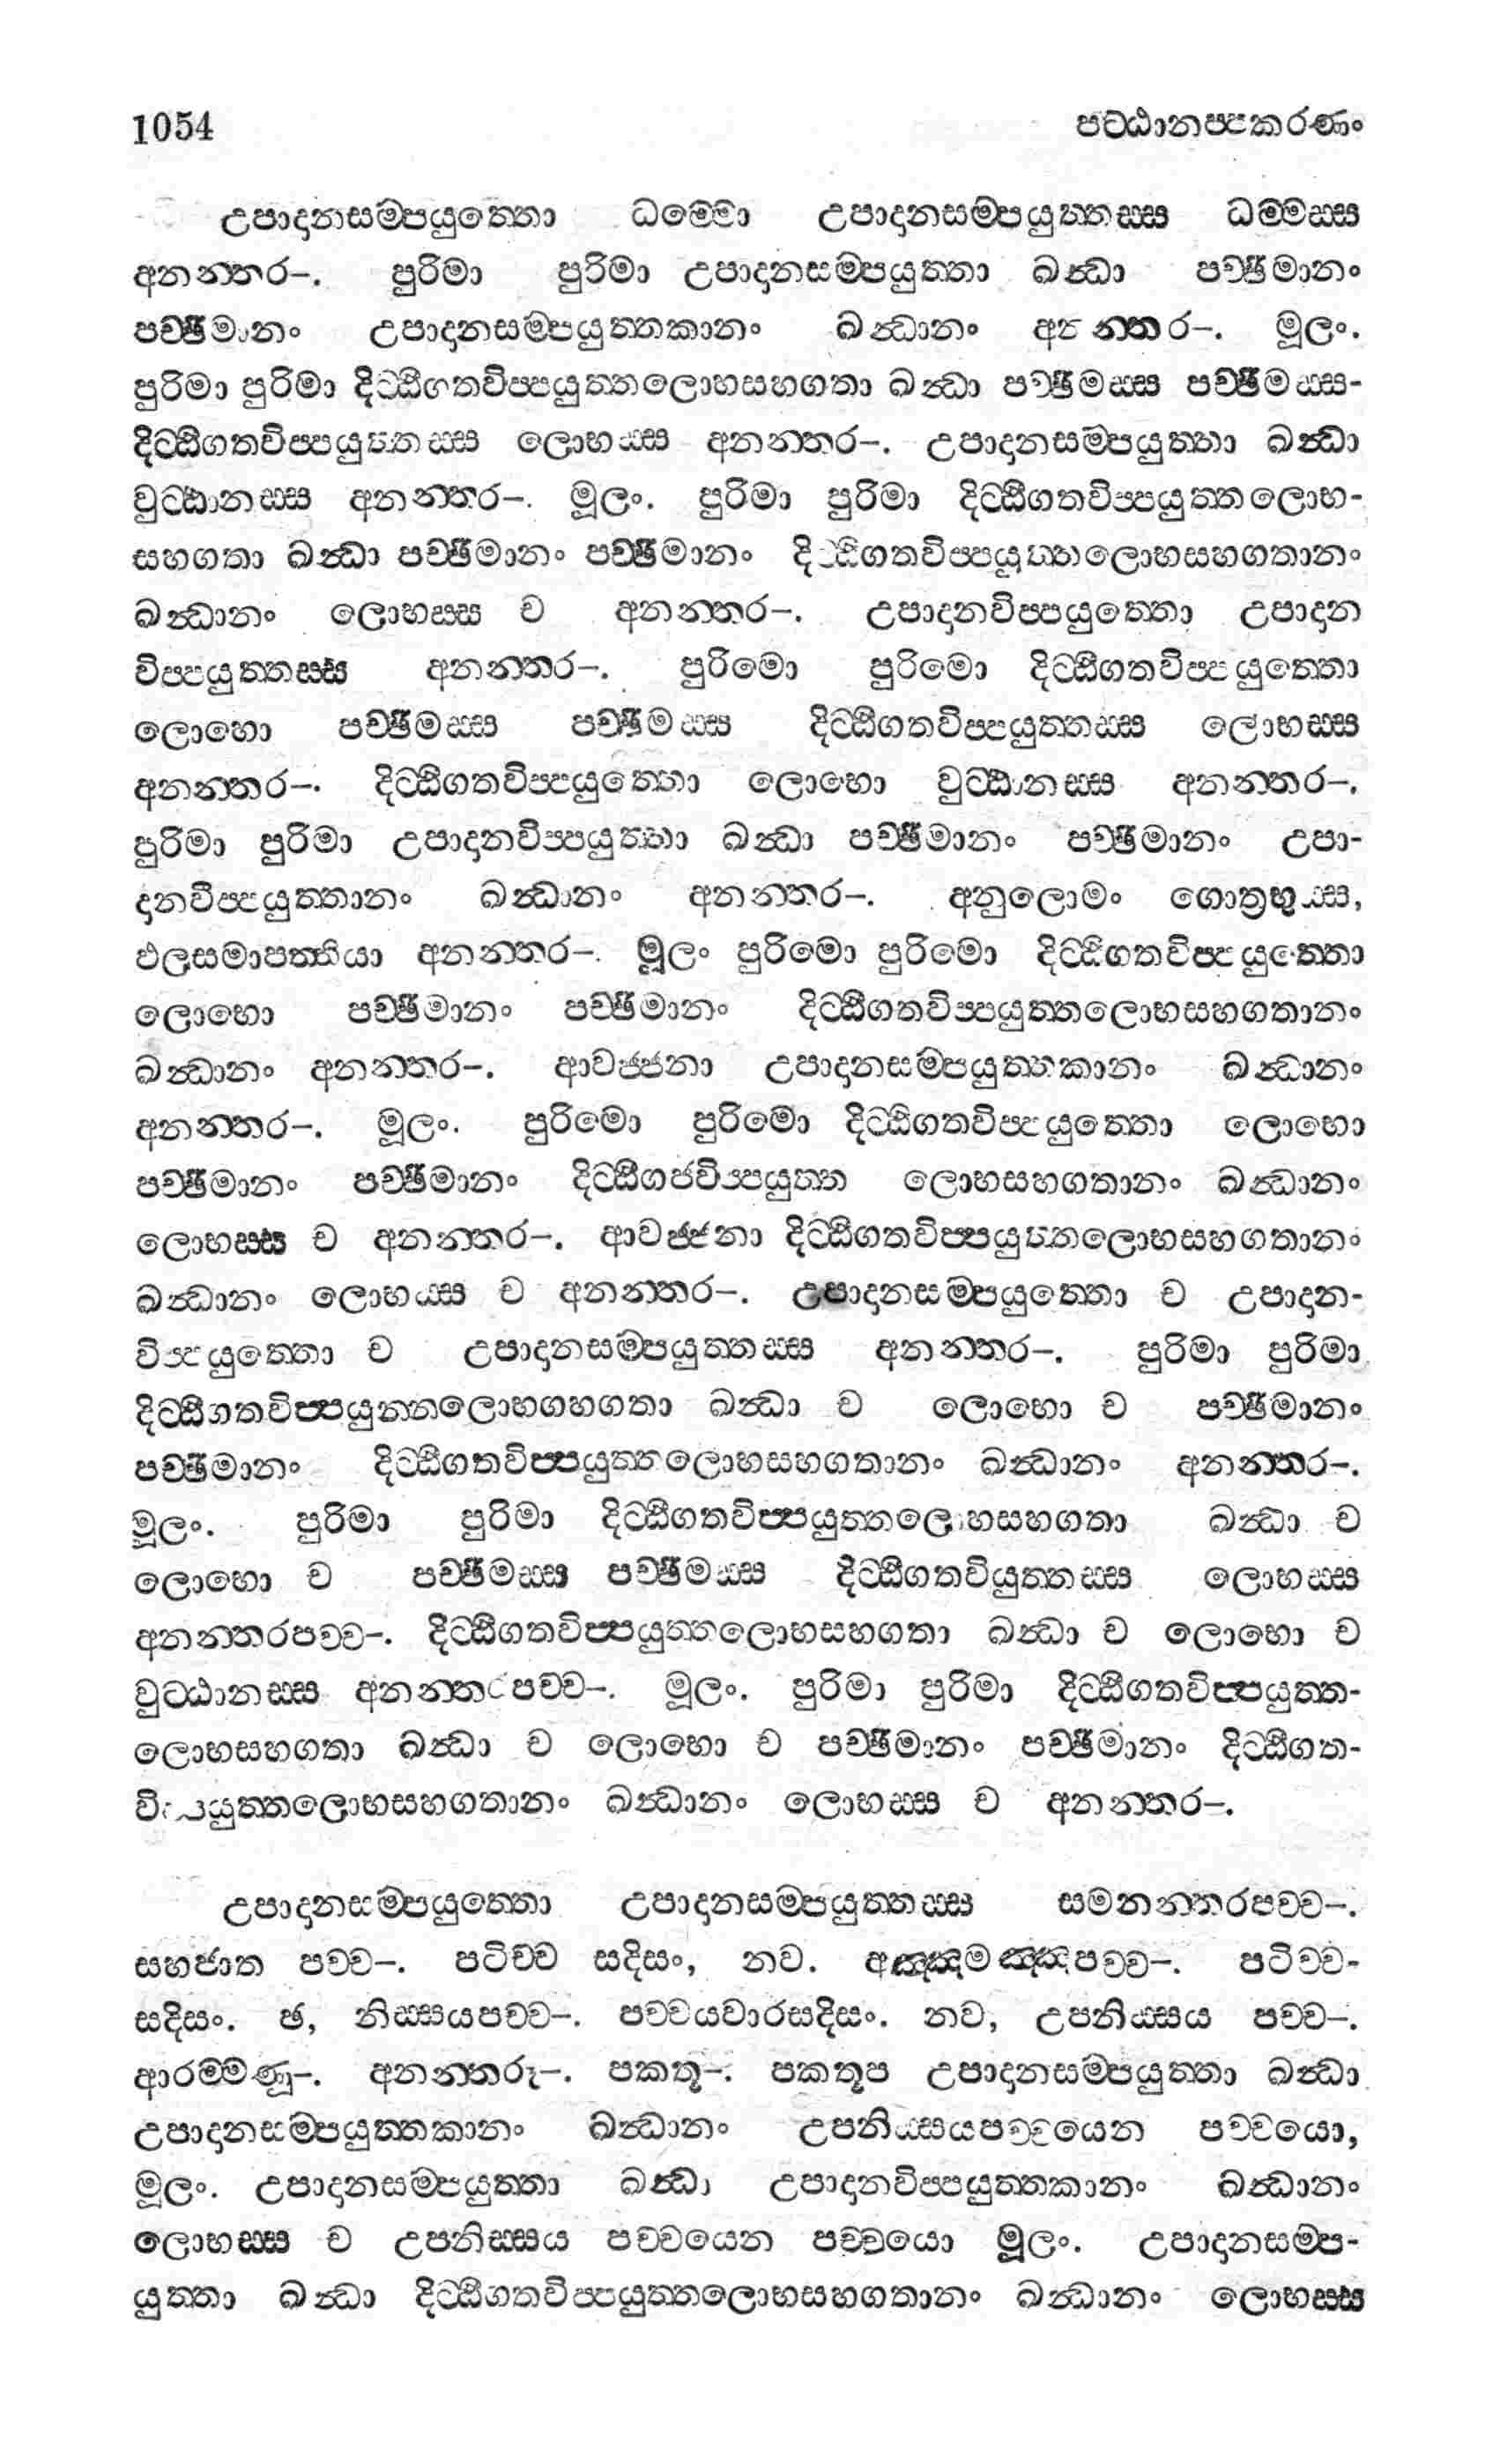 1054 පට්ඨානප්පකරණං
උපාදානසම්පයුත්තො ධම්මො උපාදානසම්පයුත්තස්ස ධම්මස්ස
අනන්තර–. පුරිමා පුරිමා උපාදානසම්පයුත්තා ඛන්ධා පච්ඡිමානං
පච්ඡිමානං උපාදානසම්පයුත්තකානං ඛන්ධානං අනන්තර–. මූලං.
පුරිමා පුරිමා දිට්ඨිගතවිප්පයුත්තලොභසහගතා ඛන්ධා පච්ඡිමස්ස පච්ඡිමස්ස-
දිට්ඨිගතවිප්පයුත්තස්ස ලොභස්ස අනන්තර–. උපාදානසම්පයුත්තා ඛන්ධා
වුට්ඨානස්ස අනන්තර–. මූලං. පුරිමා පුරිමා දිට්ඨිගතවිප්පයුත්තලොභ-
සහගතා ඛන්ධා පච්ඡිමානං පච්ඡිමානං දිට්ඨිගතවිප්පයුත්තලොභසහගතානං
ඛන්ධානං ලොභස්ස ච අනන්තර–. උපාදානවිප්පයුත්තො උපාදාන
විප්පයුත්තස්ස අනන්තර–. පුරිමො පුරිමො දිට්ඨිගතවිප්පයුත්තො
ලොභො පච්ඡිමස්ස පච්ඡිමස්ස දිට්ඨිගතවිප්පයුත්තස්ස ලොභස්ස
අනන්තර–. දිට්ඨිගතවිප්පයුත්තො ලොභො වුට්ඨානස්ස අනන්තර–.
පුරිමා පුරිමා උපාදානවිප්පයුත්තා ඛන්ධා පච්ඡිමානං පච්ඡිමානං උපා-
දානවිප්පයුත්තානං ඛන්ධානං අනන්තර–. අනුලොමං ගොත්‍රභුස්ස,
ඵලසමාපත්තියා අනන්තර–. මූලං පුරිමො පුරිමො දිට්ඨිගතවිප්පයුත්තො
ලොභො පච්ඡිමානං පච්ඡිමානං දිට්ඨිගතවිප්පයුත්තලොභසහගතානං
ඛන්ධානං අනන්තර–. ආවජ්ජනා උපාදානසම්පයුත්තකානං ඛන්ධානං
අනන්තර–. මූලං. පුරිමො පුරිමො දිට්ඨිගතවිප්පයුත්තො ලොභො
පච්ඡිමානං පච්ඡිමානං දිට්ඨිගජවිප්පයුත්ත ලොභසහගතානං ඛන්ධානං
ලොභස්ස ච අනන්තර–. ආවජ්ජනා දිට්ඨිගතවිප්පයුත්තලොභසහගතානං
ඛන්ධානං ලොභස්ස ච අනන්තර–. උපාදානසම්පයුත්තො ච උපාදාන-
විප්පයුත්තො ච උපාදානසම්පයුත්තස්ස අනන්තර–. පුරිමා පුරිමා
දිට්ඨිගතවිප්පයුත්තලොභගහගතා ඛන්ධා ච ලොභො ච පච්ඡිමානං
පච්ඡිමානං දිට්ඨිගතවිප්පයුත්තලොභසහගතානං ඛන්ධානං අනන්තර–.
මූලං. පුරිමා පුරිමා දිට්ඨිගතවිප්පයුත්තලොභසහගතා ඛන්ධා ච
ලොභො ච පච්ඡිමස්ස පච්ඡිමස්ස දිට්ඨිගතවියුත්තස්ස ලොභස්ස
අනන්තරපච්ච–. දිට්ඨිගතවිප්පයුත්තලොභසහගතා ඛන්ධා ච ලොභො ච
වුට්ඨානස්ස අනන්තරපච්ච–. මූලං. පුරිමා පුරිමා දිට්ඨිගතවිප්පයුත්ත-
ලොභසහගතා ඛන්ධා ච ලොභො ච පච්ඡිමානං පච්ඡිමානං දිට්ඨිගත-
විප්පයුත්තලොභසහගතානං ඛන්ධානං ලොභස්ස ච අනන්තර–.
උපාදානසම්පයුත්තො උපාදානසම්පයුත්තස්ස සමනන්තරපච්ච–.
සහජාත පච්ච–. පටිච්ච සදිසං, නව. අඤ්ඤමඤ්ඤපච්ච–. පටිච්ච-
සදිසං. ඡ, නිස්සයපච්ච–. පච්චයවාරසදිසං. නව, උපනිස්සය පච්ච–.
ආරම්මණූ–. අනන්තරූ–. පකතූ–. පකතූප උපාදානසම්පයුත්තා ඛන්ධා
උපාදානසම්පයුත්තකානං ඛන්ධානං උපනිස්සයපච්චයෙන පච්චයො,
මූලං. උපාදානසම්පයුත්තා ඛන්ධා උපාදානවිප්පයුත්තකානං ඛන්ධානං
ලොභස්ස ච උපනිස්සය පච්චයෙන පච්චයො මූලං. උපාදානසම්ප-
යුත්තා ඛන්ධා දිට්ඨිගතවිප්පයුත්තලොභසහගතානං ඛන්ධානං ලොභස්ස